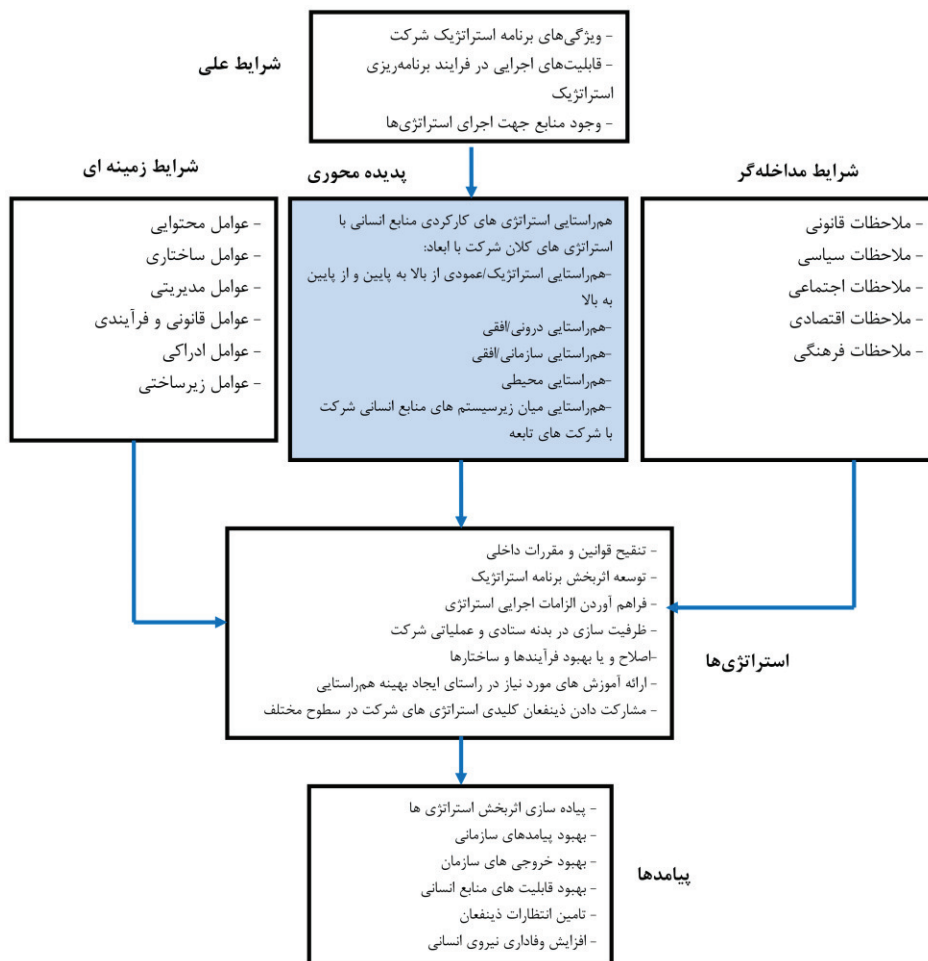 شرایط علی
- ویژگی‌های برنامه استراتژیک شرکت
- قابلیت‌های اجرایی در فرایند برنامه‌ریزی
استراتژیک
- وجود منابع جهت اجرای استراتژی‌ها
شرایط مداخله‌گر
- ملاحظات قانونی
- ملاحظات سیاسی
- ملاحظات اجتماعی
- ملاحظات اقتصادی
- ملاحظات فرهنگی
پدیده محوری
هم‌راستایی استراتژی های کارکردی منابع انسانی با
استراتژی های کلان شرکت با ابعاد:
-هم‌راستایی استراتژیک/عمودی از بالا به پایین و از پایین
به بالا
-هم‌راستایی درونی/افقی
-هم‌راستایی سازمانی/افقی
-هم‌راستایی محیطی
-هم‌راستایی میان زیرسیستم های منابع انسانی شرکت
با شرکت های تابعه
شرایط زمینه ای
- عوامل محتوایی
- عوامل ساختاری
- عوامل مدیریتی
- عوامل قانونی و فرآیندی
- عوامل ادراکی
- عوامل زیرساختی
استراتژی‌ها
- تنقیح قوانین و مقررات داخلی
- توسعه اثربخش برنامه استراتژیک
- فراهم آوردن الزامات اجرایی استراتژی
- ظرفیت سازی در بدنه ستادی و عملیاتی شرکت
-اصلاح و یا بهبود فرآیندها و ساختارها
- ارائه آموزش های مورد نیاز در راستای ایجاد بهینه هم‌راستایی
- مشارکت دادن ذینفعان کلیدی استراتژی های شرکت در سطوح مختلف
پیامدها
- پیاده سازی اثربخش استراتژی ها
- بهبود پیامدهای سازمانی
- بهبود خروجی های سازمان
- بهبود قابلیت های منابع انسانی
- تامین انتظارات ذینفعان
- افزایش وفاداری نیروی انسانی